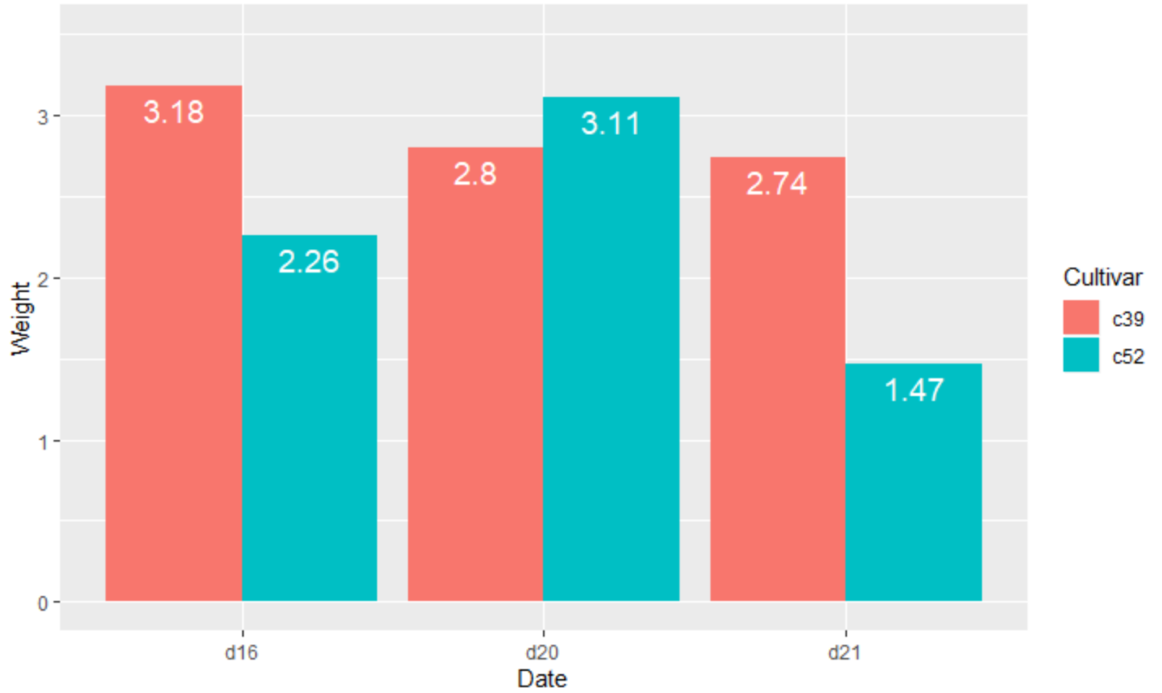 3.18
2.26
2.8
3.11
2.74
1.47
3
2
1
0
Weight
d16
d20
d21
Date
Cultivar
c39
c52